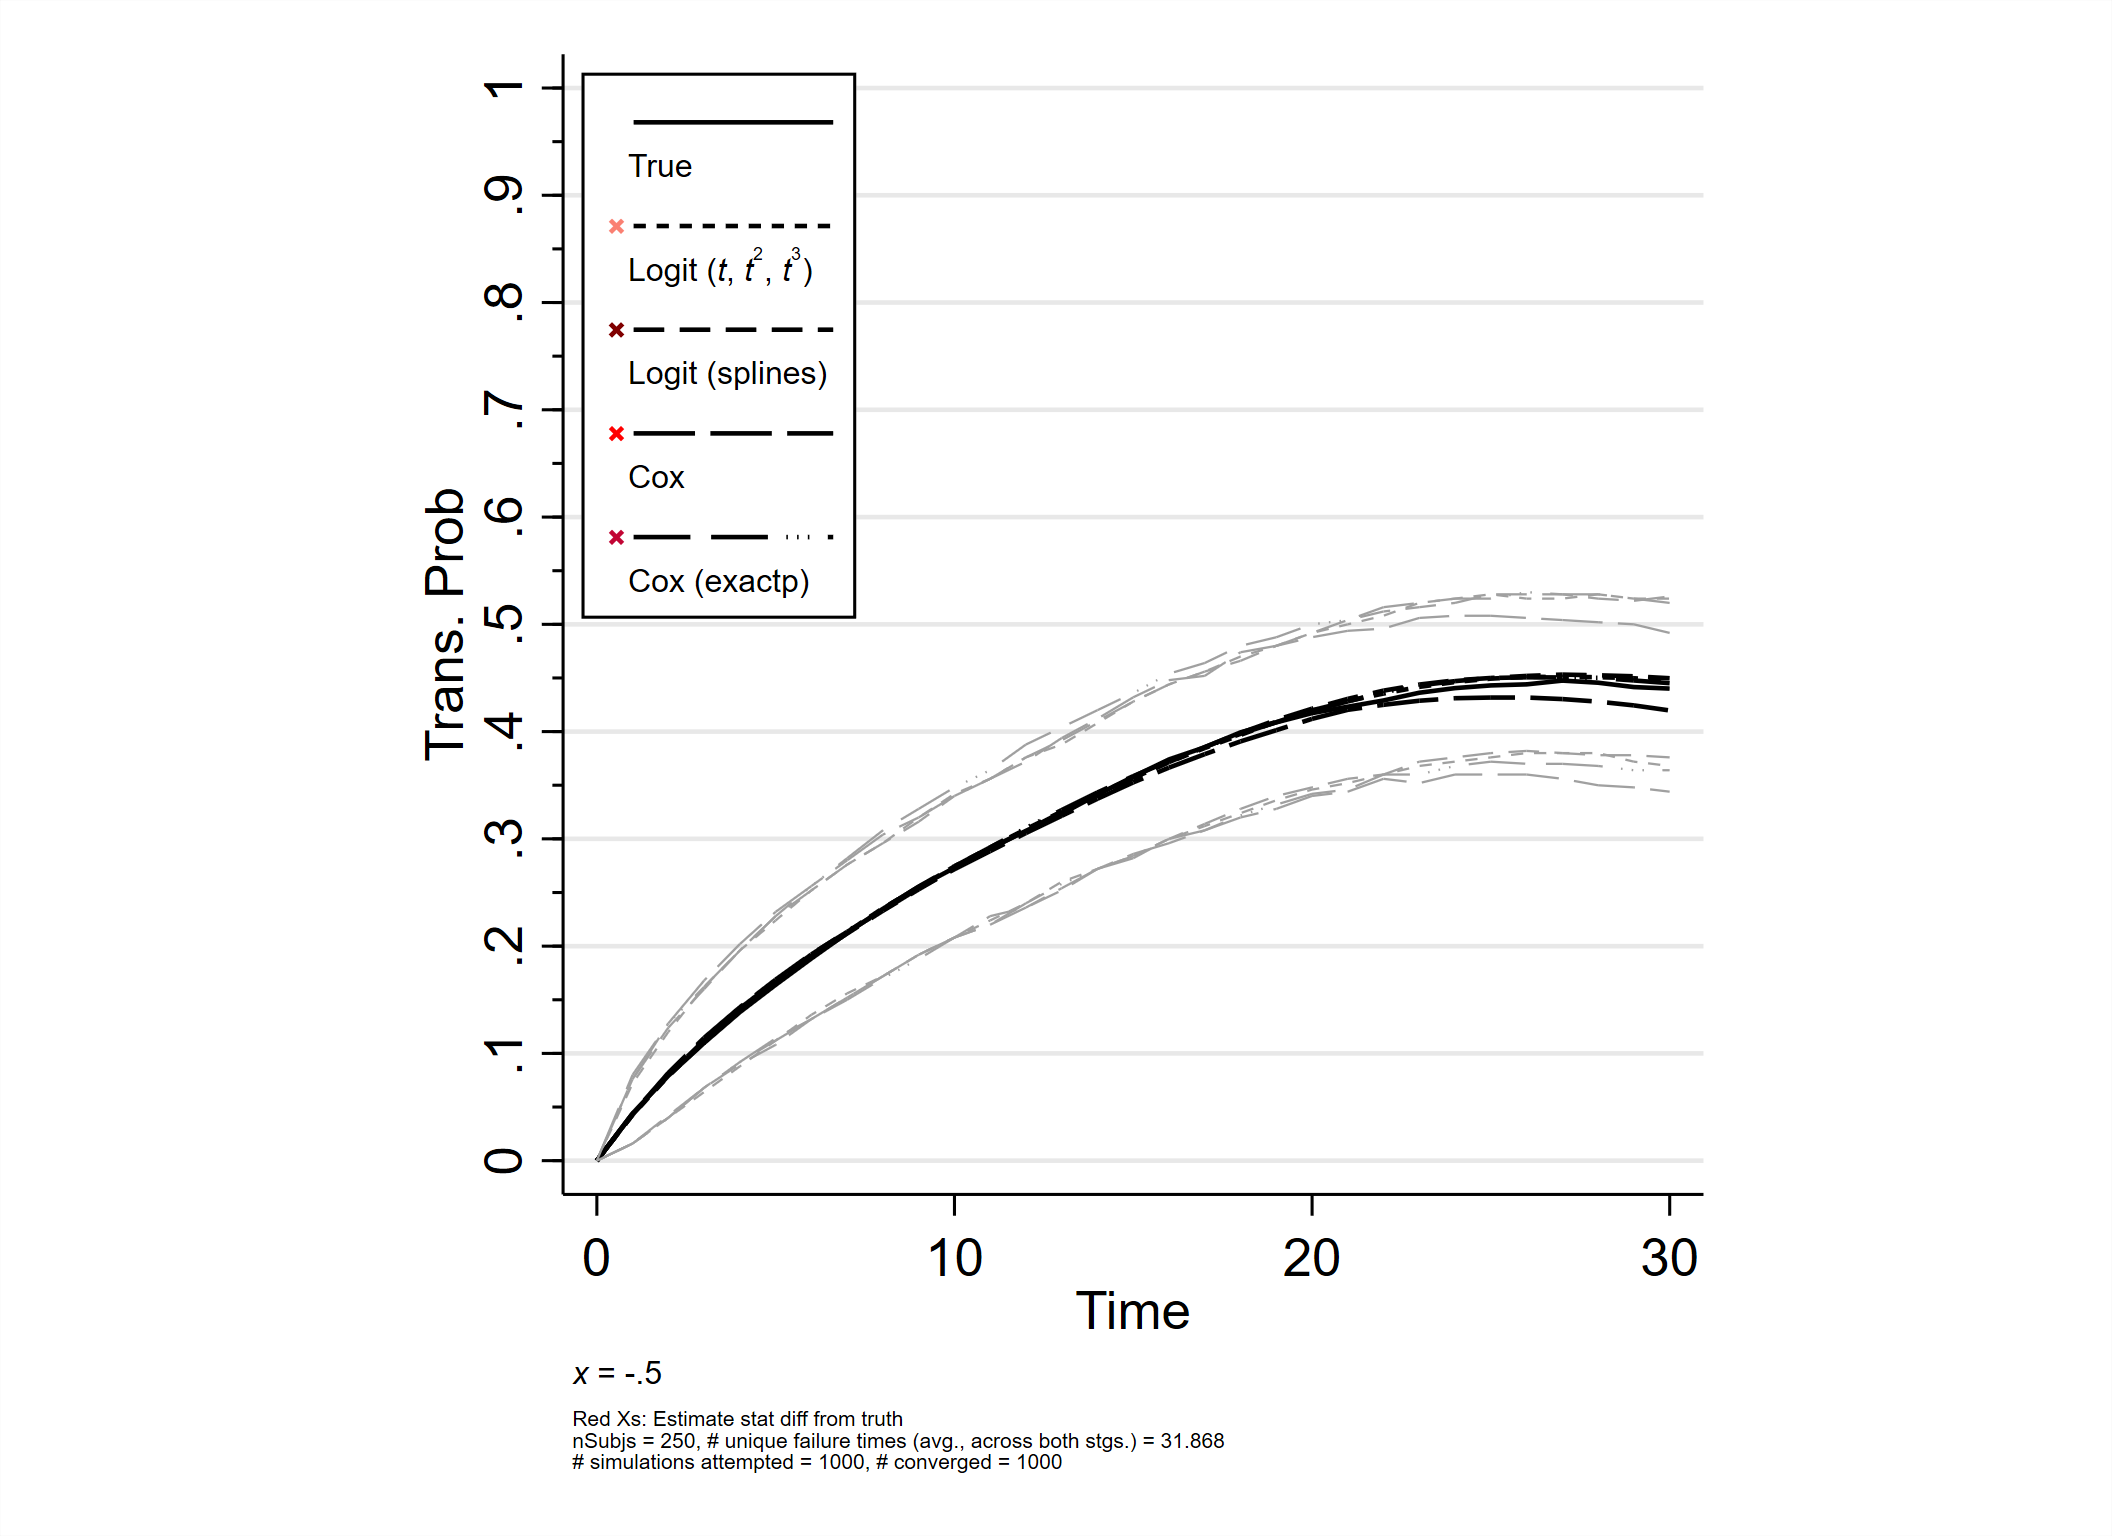 True
Logit (t, t², t³)
Logit (splines)
Cox
Cox (exactp)
Trans. Prob
1
.9
.8
.7
.6
.5
.4
.3
.2
.1
0
0 10 20 30
Time
x = -.5
Red Xs: Estimate stat diff from truth
nSubjs = 250, # unique failure times (avg., across both stgs.) = 31.868
# simulations attempted = 1000, # converged = 1000